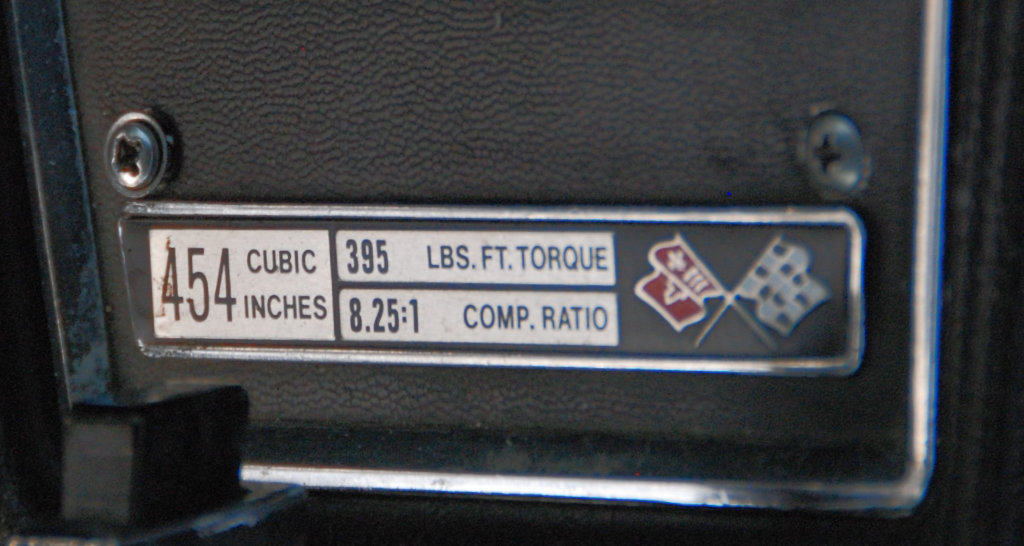 454 CUBIC INCHES
395 LBS. FT. TORQUE
8.25:1 COMP. RATIO